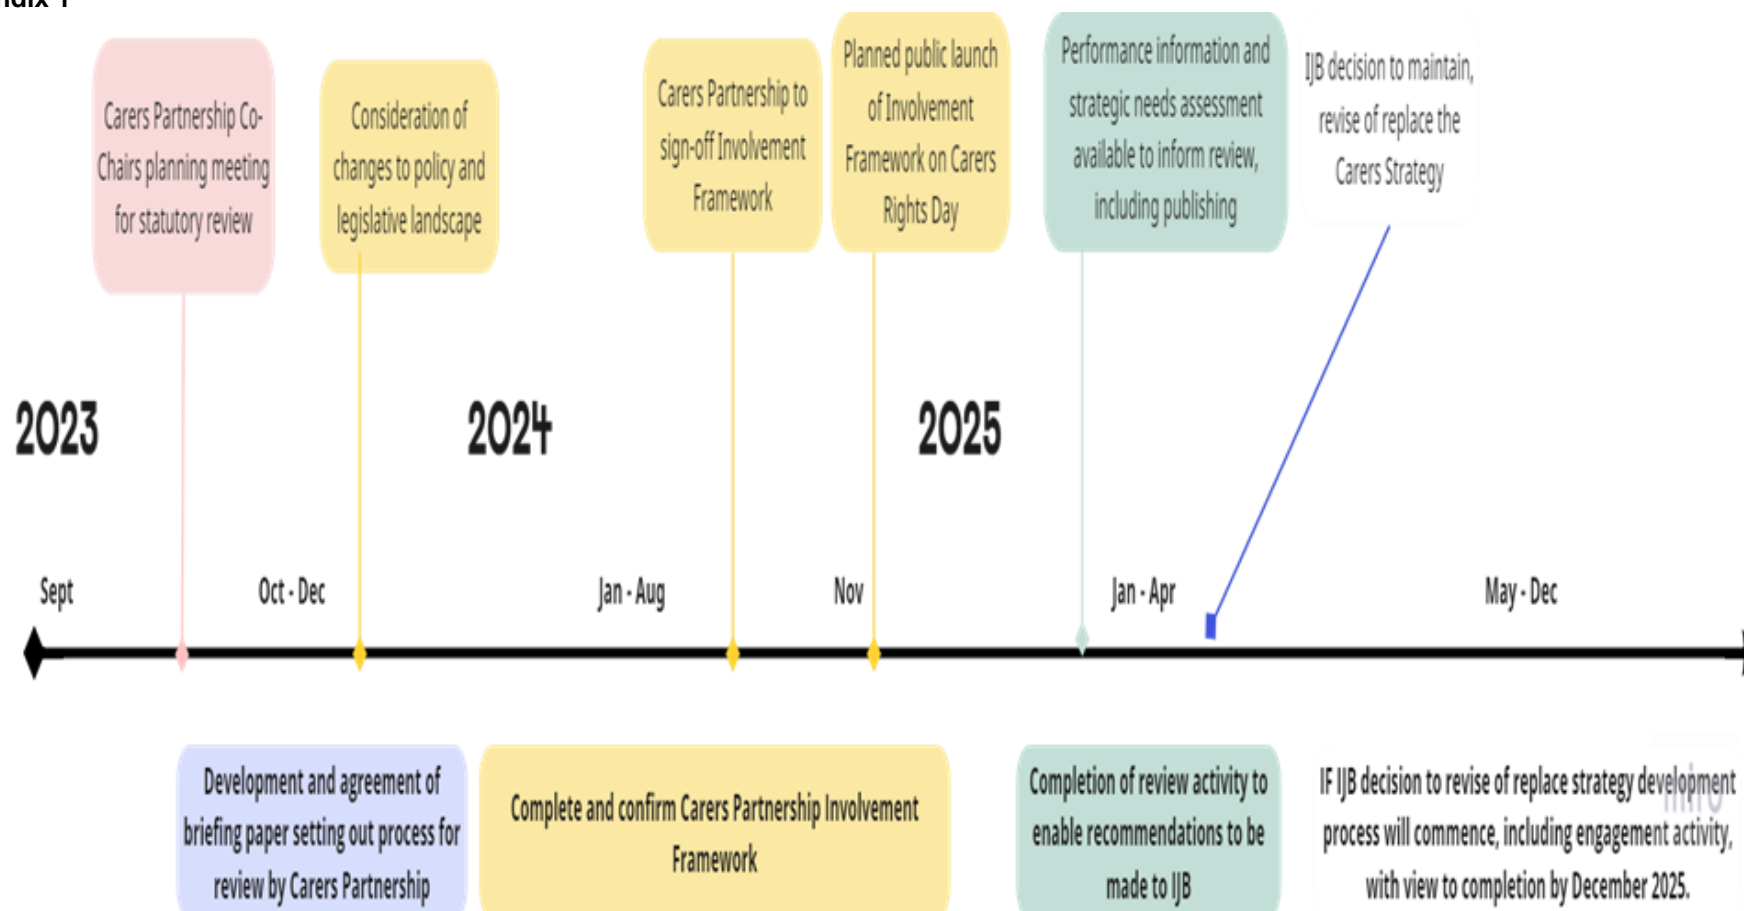 Carers Partnership Co-
Chairs planning meeting
for statutory review
Consideration of
changes to policy and
legislative landscape
Carers Partnership to
sign-off Involvement
Framework
Planned public launch
of Involvement
Framework on Carers
Rights Day
Performance information and
strategic needs assessment
available to inform review,
including publishing
IJB decision to maintain,
revise of replace the
Carers Strategy
2023
2024
2025
Sept
Oct - Dec
Jan - Aug
Nov
Jan - Apr
May - Dec
Development and agreement of
briefing paper setting out process for
review by Carers Partnership
Complete and confirm Carers Partnership Involvement
Framework
Completion of review activity to
enable recommendations to be
made to IJB
IF IJB decision to revise of replace strategy development
process will commence, including engagement activity,
with view to completion by December 2025.
miro